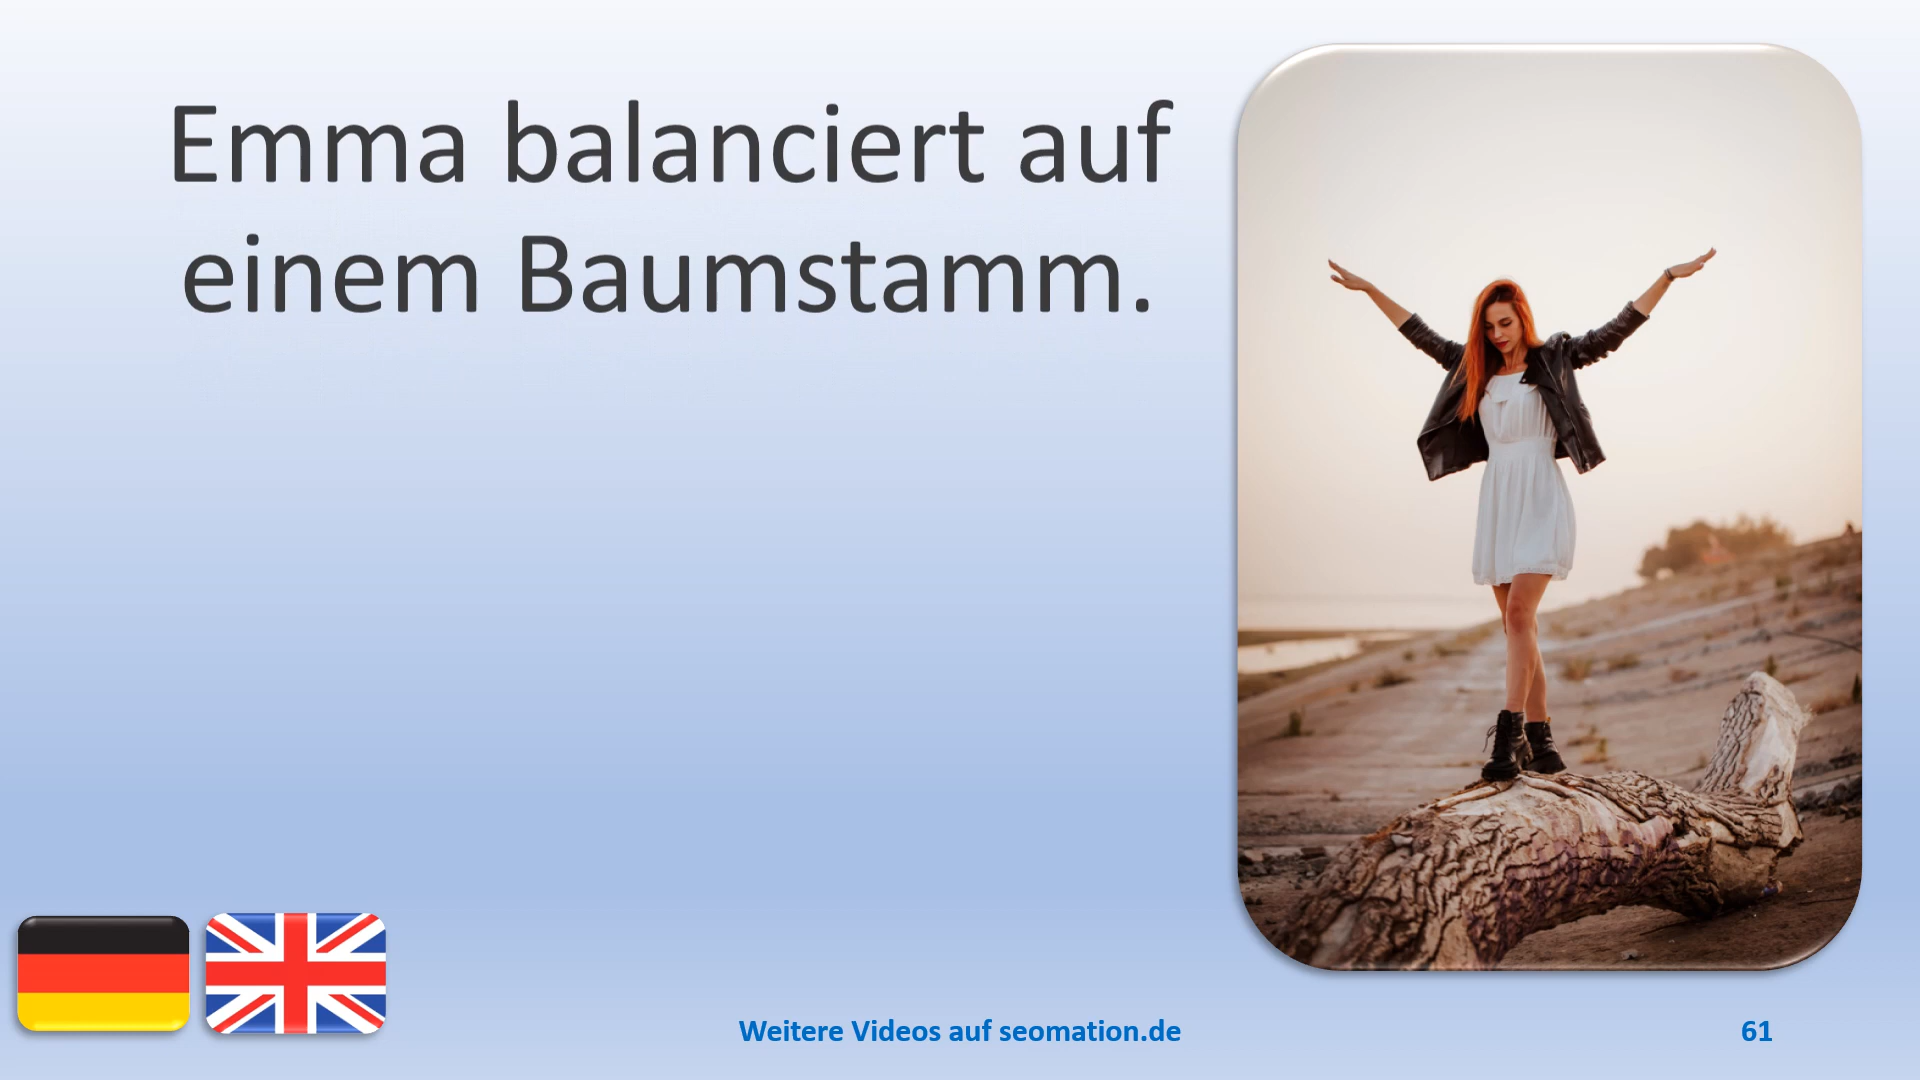 Emma balanciert auf
einem Baumstamm.
Weitere Videos auf seomation.de
61